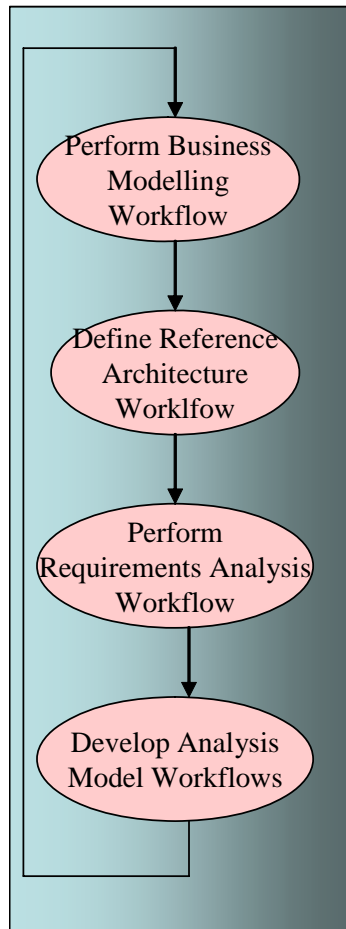 Perform Business
Modelling
Workflow
Define Reference
Architecture
Worklfow
Perform
Requirements Analysis
Workflow
Develop Analysis
Model Workflows